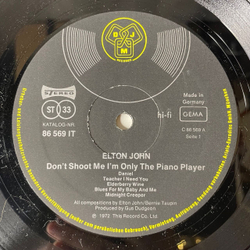 D J M
STEREO
ST 33
KATALOG-NR.
86 569 IT
hi-fi
Made in
Germany
GEMA
Seite 1
ELTON JOHN
Don't Shoot Me I'm Only The Piano Player
Daniel
Teacher I Need You
Elderberry Wine
Blues For My Baby And Me
Midnight Creeper
All compositions by Elton John/Bernie Taupin
Produced by Gus Dudgeon
℗ 1972 This Record Co. Ltd